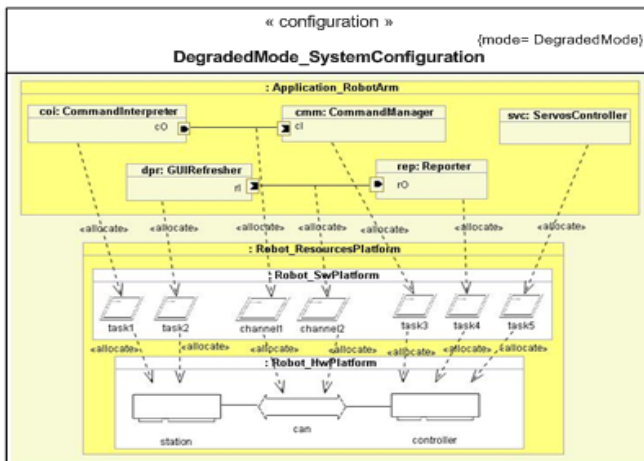 « configuration »
{mode= DegradedMode}
DegradedMode_SystemConfiguration
: Application_RobotArm
coi: CommandInterpreter
cO
cmm: CommandManager
cI
svc: ServosController
dpr: GUIRefresher
rI
rep: Reporter
rO
«allocate» «allocate» «allocate» «allocate» «allocate» «allocate» «allocate»
: Robot_ResourcesPlatform
: Robot_SwPlatform
task1 task2 channel1 channel2 task3 task4 task5
«allocate» «allocate» «allocate» «allocate» «allocate» «allocate» «allocate»
: Robot_HwPlatform
station can controller